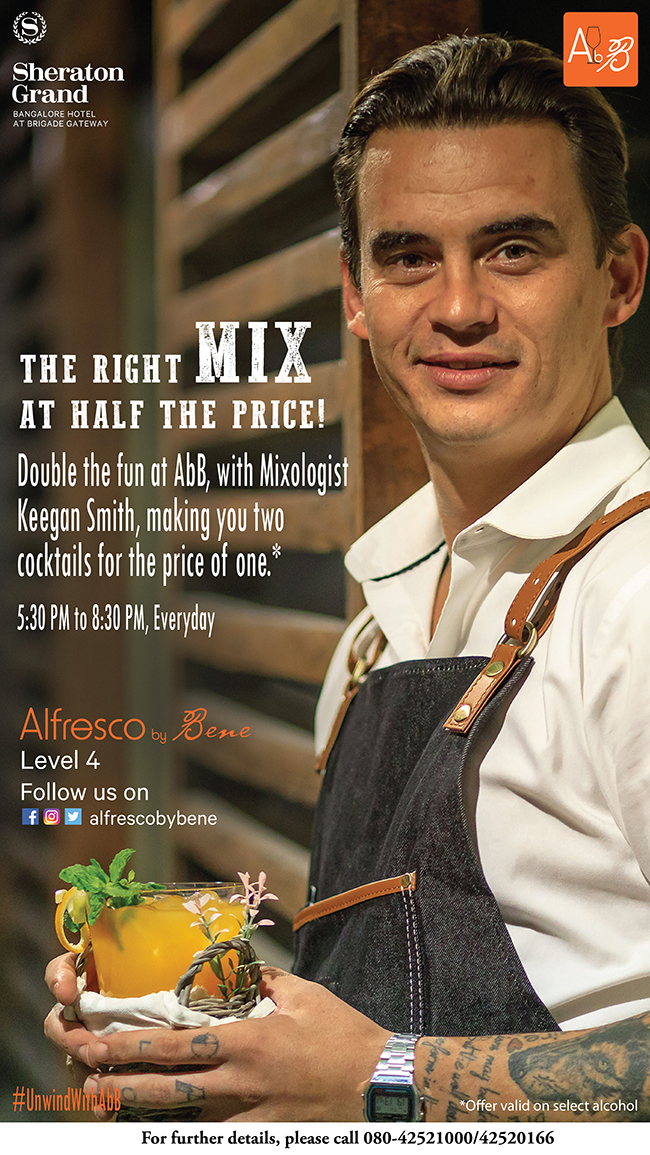 S
Sheraton
Grand
BANGALORE HOTEL
AT BRIGADE GATEWAY
AbB
THE RIGHT MIX
AT HALF THE PRICE!
Double the fun at AbB, with Mixologist
Keegan Smith, making you two
cocktails for the price of one.*
5:30 PM to 8:30 PM, Everyday
Alfresco by Bene
Level 4
Follow us on
alfrescobybene
#UnwindWithAbB
*Offer valid on select alcohol
For further details, please call 080-42521000/42520166